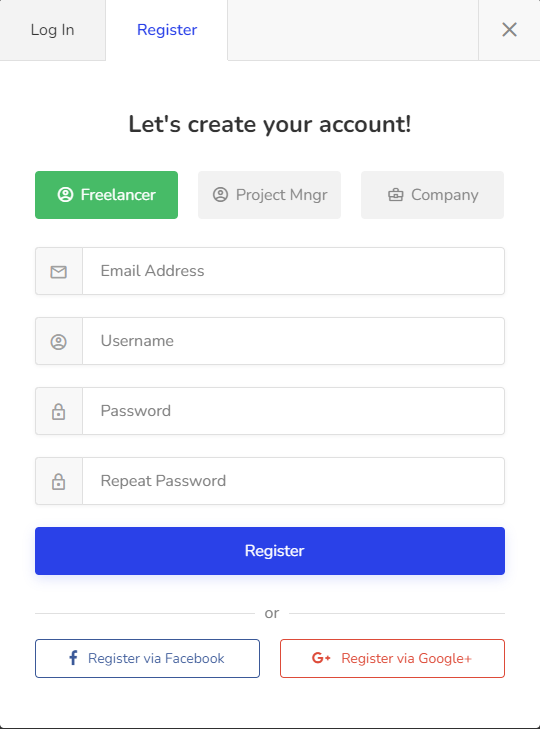 Log In
Register
Let's create your account!
Freelancer
Project Mngr
Company
Email Address
Username
Password
Repeat Password
Register
or
Register via Facebook
Register via Google+